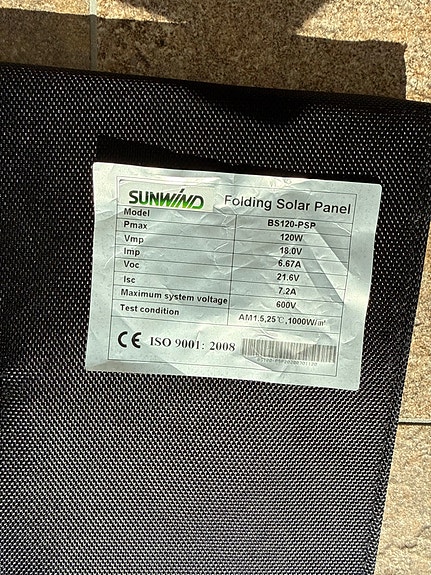 SUNWIND Folding Solar Panel
Model BS120-PSP
Pmax 120W
Vmp 18.0V
Imp 6.67A
Voc 21.6V
Isc 7.2A
Maximum system voltage 600V
Test condition AM1.5,25℃,1000W/㎡
CE ISO 9001: 2008